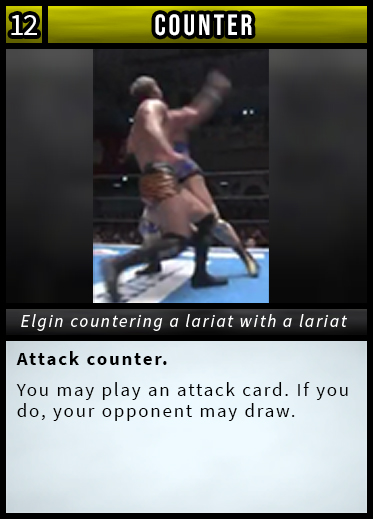 12 COUNTER
Elgin countering a lariat with a lariat
Attack counter.
You may play an attack card. If you
do, your opponent may draw.